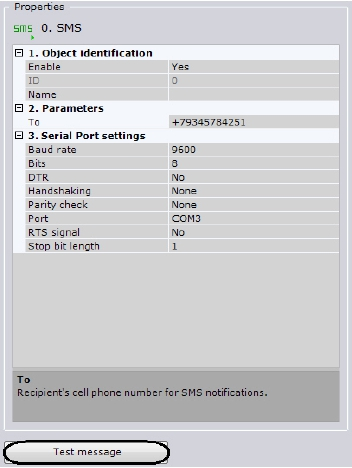 Properties
SMS 0. SMS
1. Object identification
Enable Yes
ID 0
Name
2. Parameters
To +79345784251
3. Serial Port settings
Baud rate 9600
Bits 8
DTR No
Handshaking None
Parity check None
Port COM3
RTS signal No
Stop bit length 1
To
Recipient's cell phone number for SMS notifications.
Test message